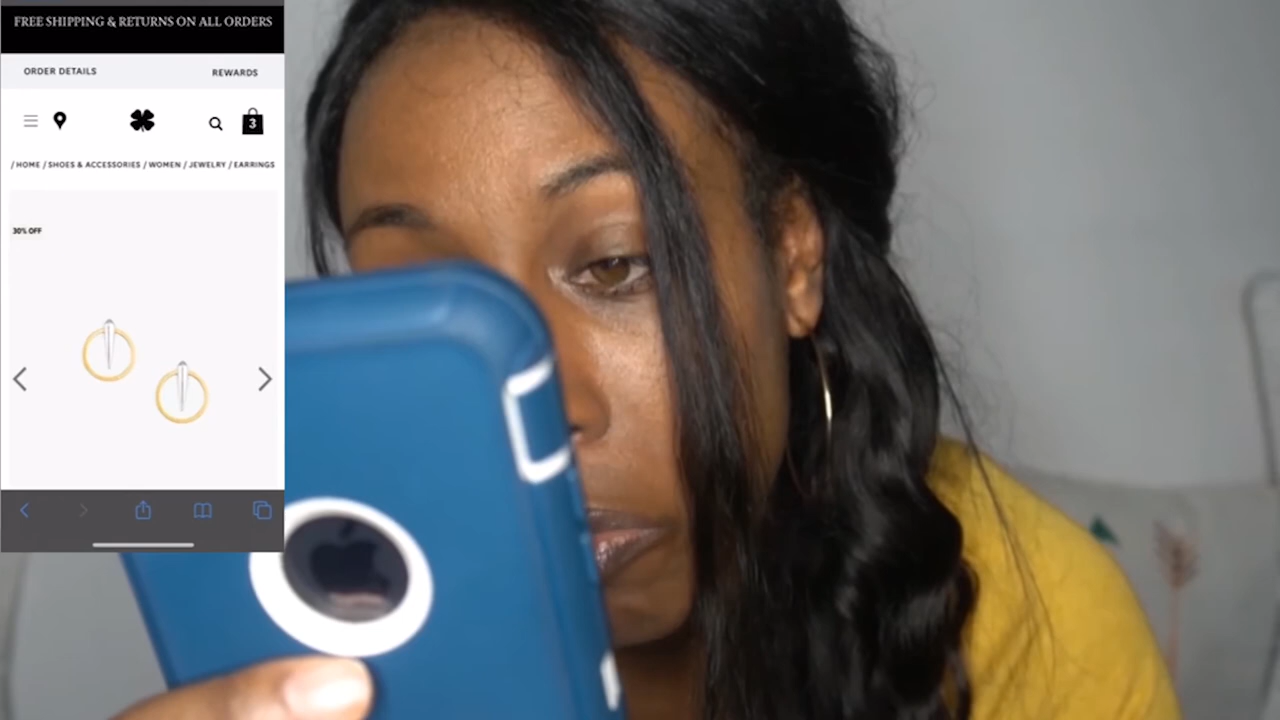 FREE SHIPPING & RETURNS ON ALL ORDERS
ORDER DETAILS REWARDS
3
/ HOME / SHOES & ACCESSORIES / WOMEN / JEWELRY / EARRINGS
30% OFF